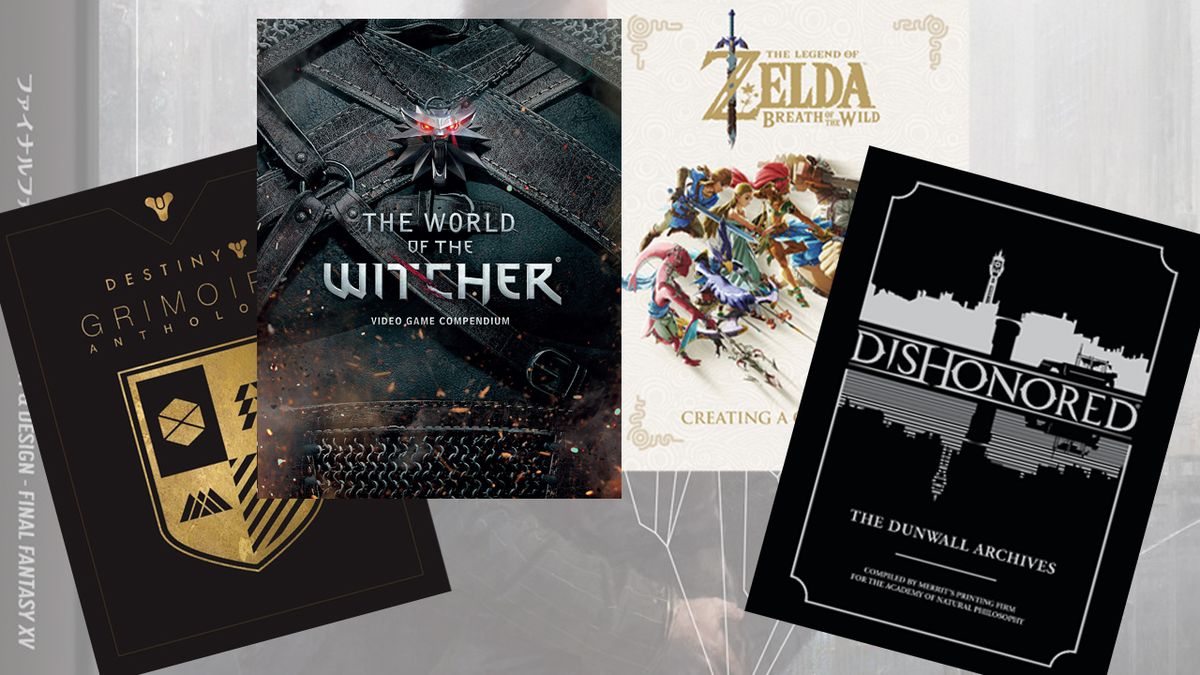 ファイナルフ
DESIGN - FINAL FANTASY XV
DESTINY
GRIMOIR
ANTHOLO
THE WORLD
OF THE
WITCHER
VIDEO GAME COMPENDIUM
THE LEGEND OF
ZELDA
BREATH OF THE WILD
CREATING A
DISHONORED
THE DUNWALL ARCHIVES
COMPILED BY MERRIT'S PRINTING FIRM
FOR THE ACADEMY OF NATURAL PHILOSOPHY